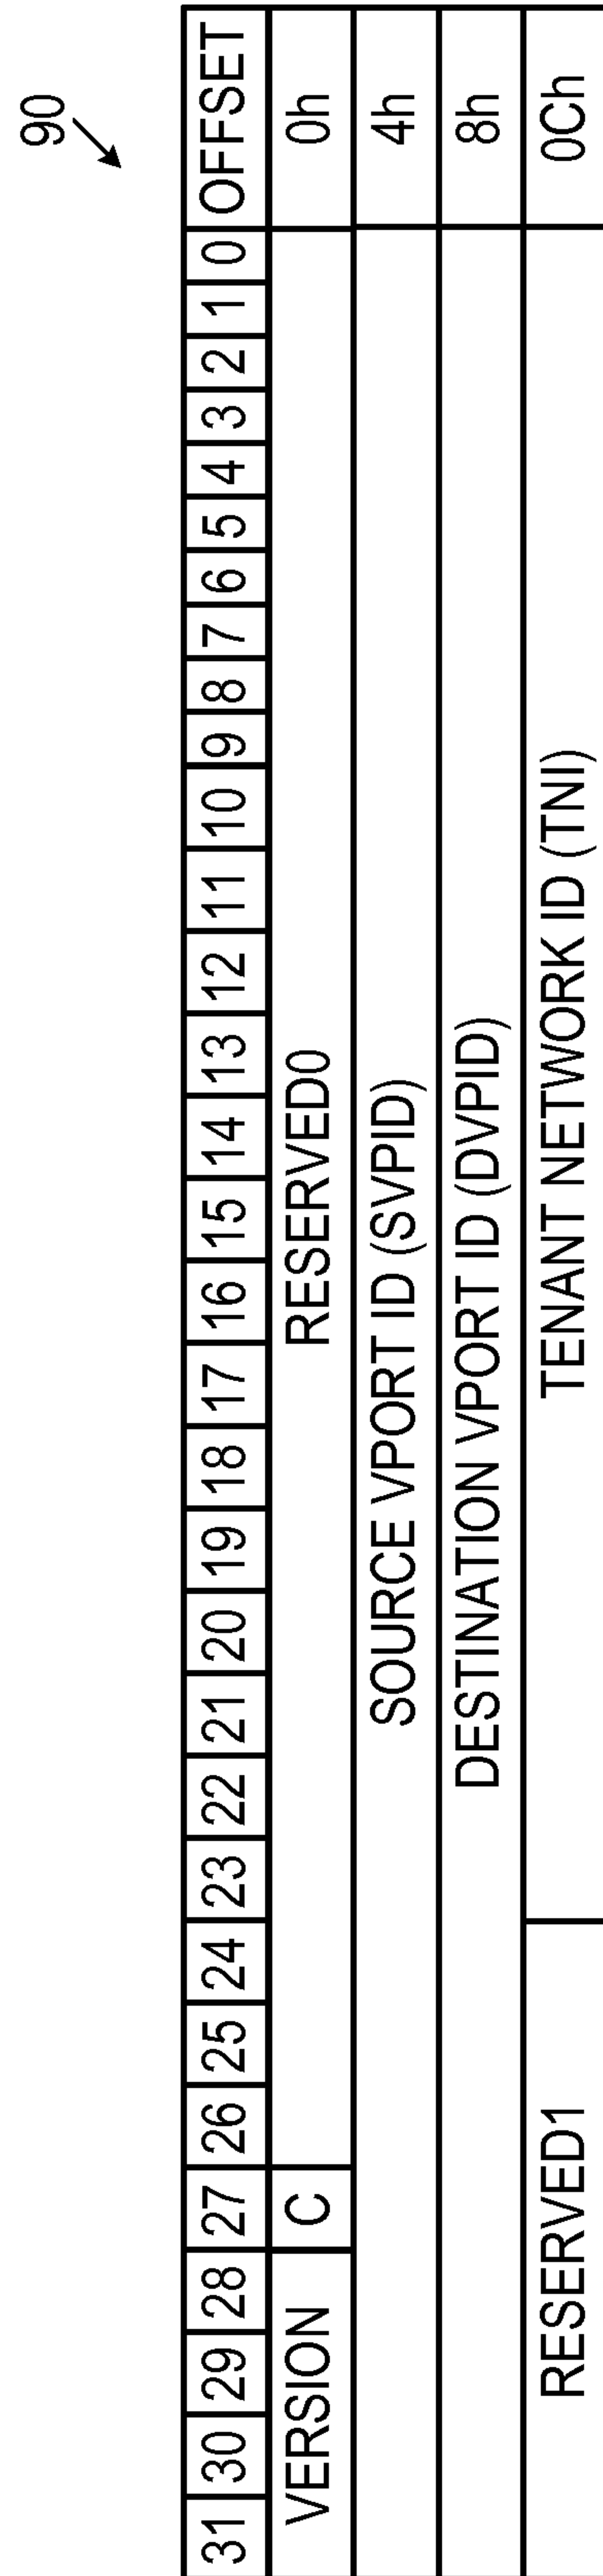 90
31 30 29 28 27 26 25 24 23 22 21 20 19 18 17 16 15 14 13 12 11 10 9 8 7 6 5 4 3 2 1 0 OFFSET
VERSION C RESERVED0 0h
SOURCE VPORT ID (SVPID) 4h
DESTINATION VPORT ID (DVPID) 8h
RESERVED1 TENANT NETWORK ID (TNI) 0Ch